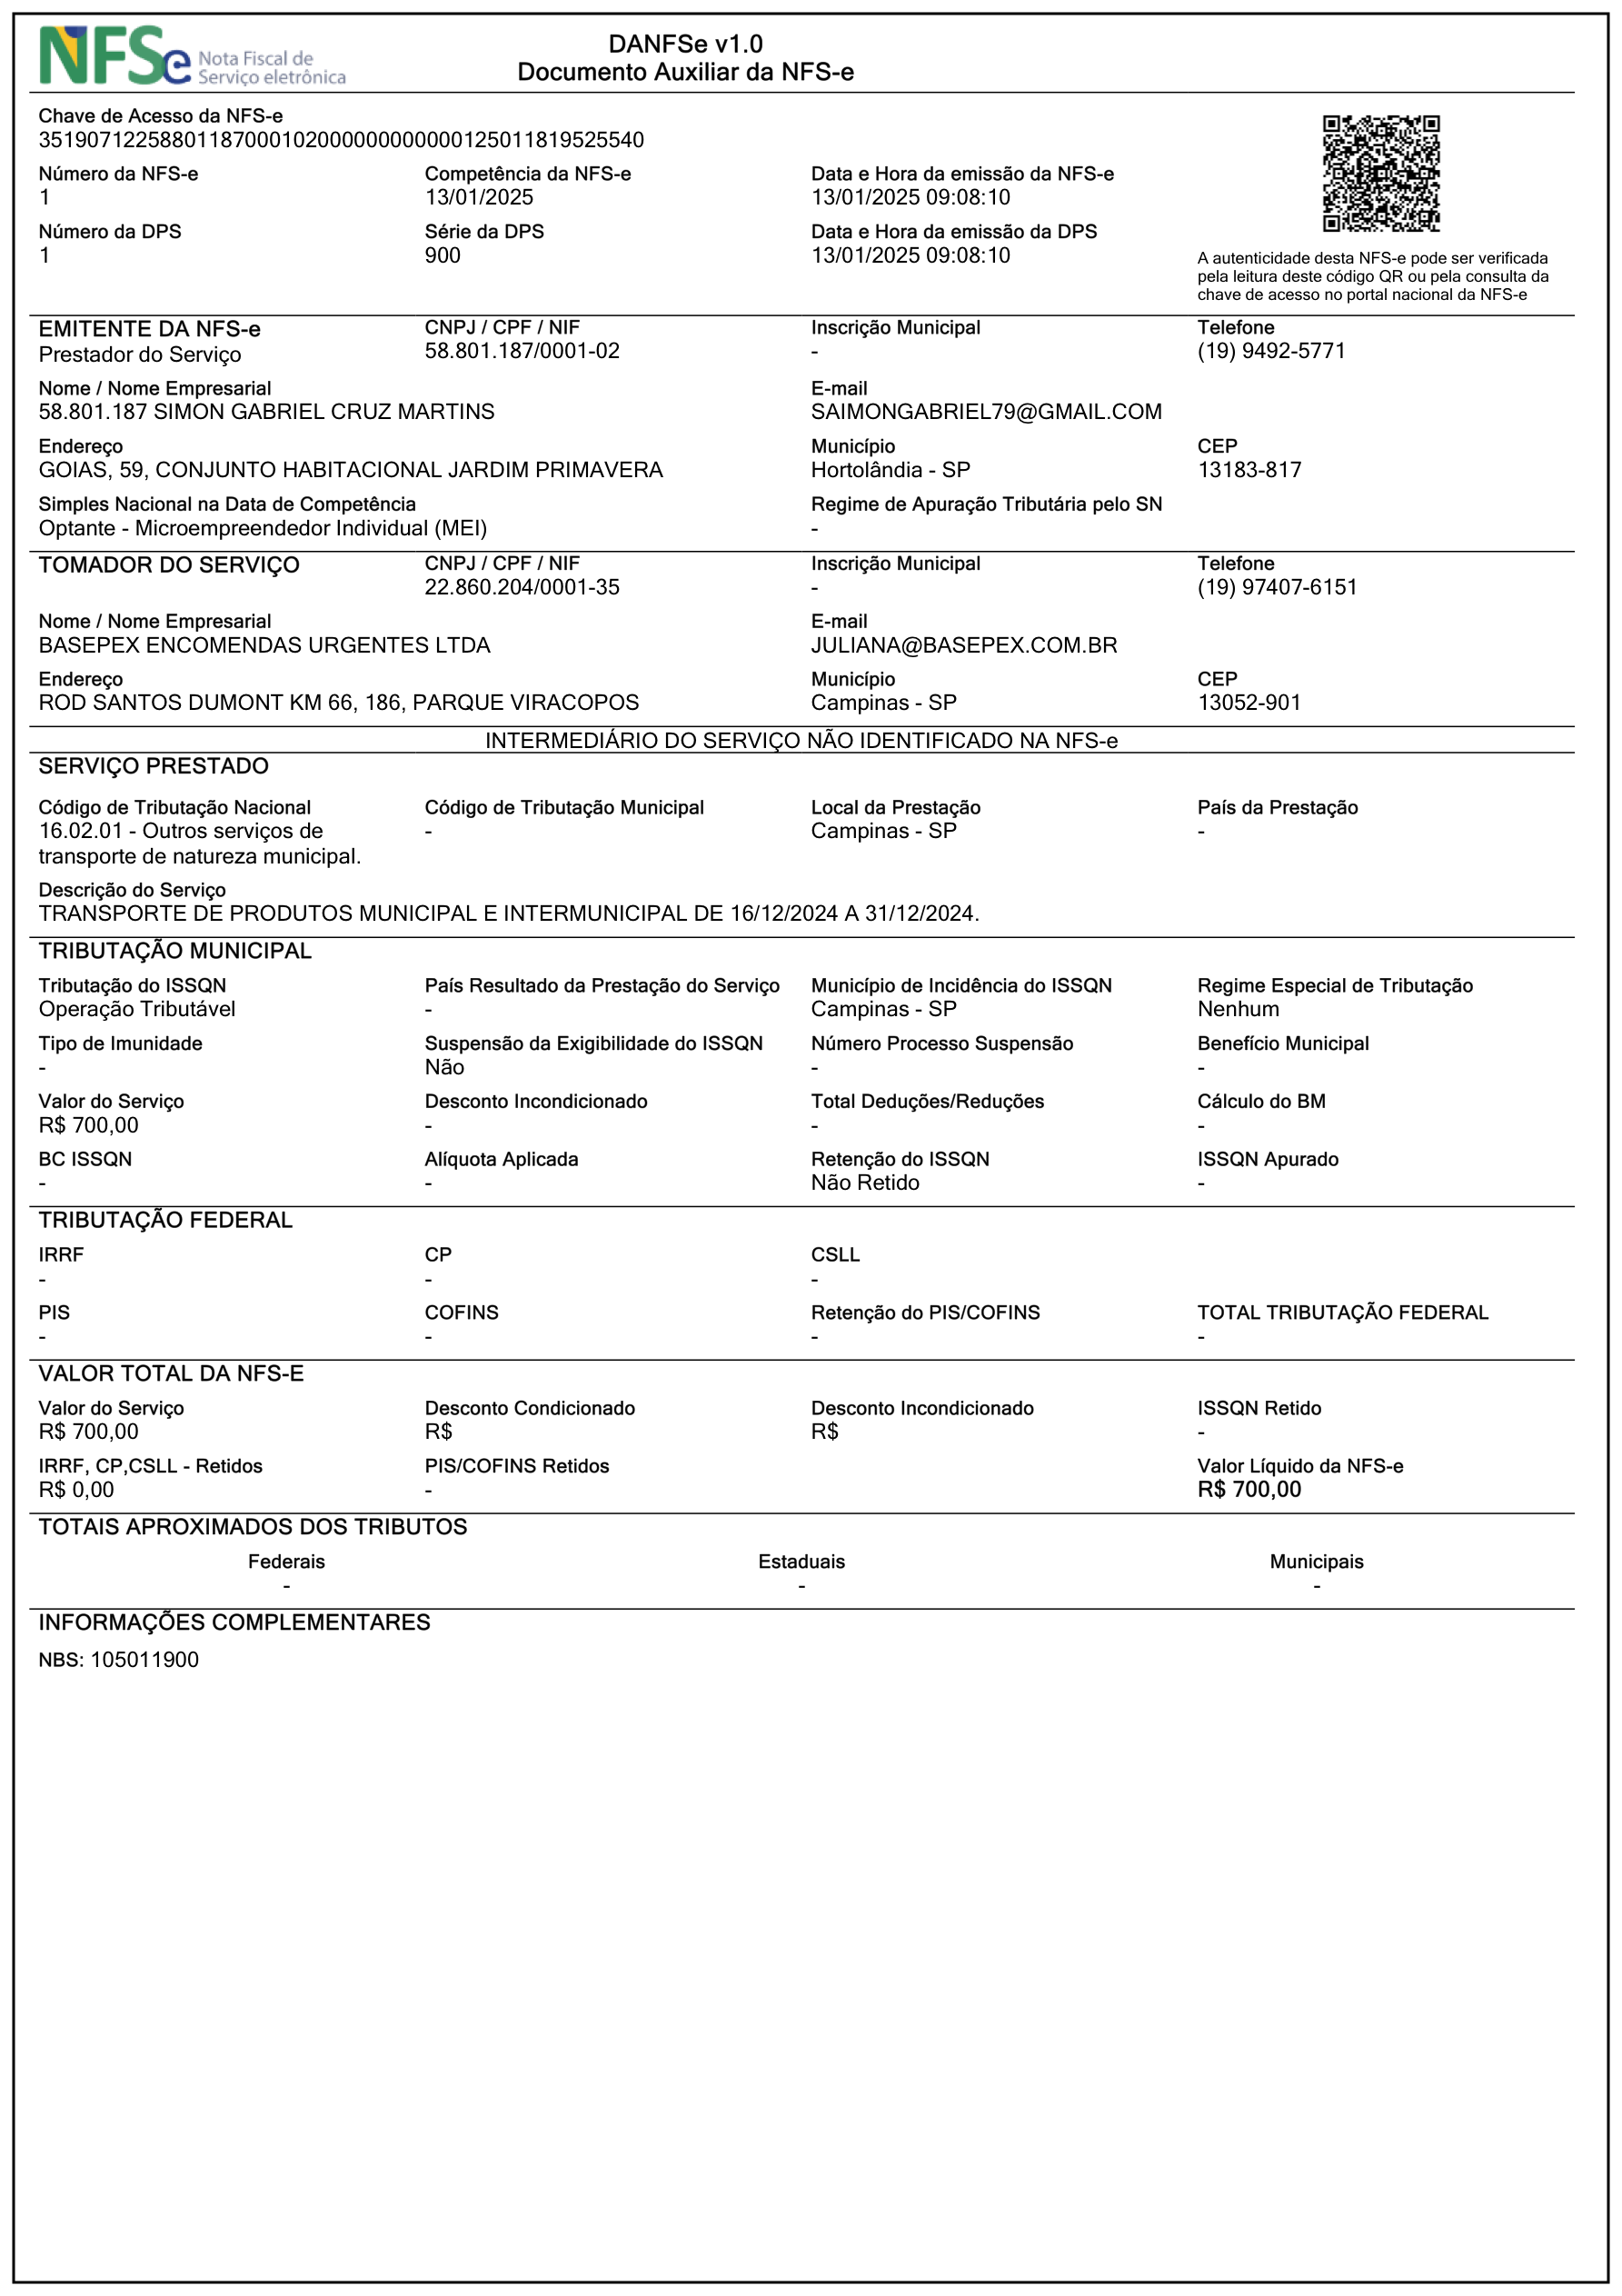 NFSe Nota Fiscal de Serviço eletrônica
DANFSe v1.0
Documento Auxiliar da NFS-e
Chave de Acesso da NFS-e
35190712258801187000102000000000000125011819525540
Número da NFS-e Competência da NFS-e Data e Hora da emissão da NFS-e
1 13/01/2025 13/01/2025 09:08:10
Número da DPS Série da DPS Data e Hora da emissão da DPS
1 900 13/01/2025 09:08:10
A autenticidade desta NFS-e pode ser verificada
pela leitura deste código QR ou pela consulta da
chave de acesso no portal nacional da NFS-e
EMITENTE DA NFS-e CNPJ / CPF / NIF Inscrição Municipal Telefone
Prestador do Serviço 58.801.187/0001-02 - (19) 9492-5771
Nome / Nome Empresarial E-mail
58.801.187 SIMON GABRIEL CRUZ MARTINS SAIMONGABRIEL79@GMAIL.COM
Endereço Município CEP
GOIAS, 59, CONJUNTO HABITACIONAL JARDIM PRIMAVERA Hortolândia - SP 13183-817
Simples Nacional na Data de Competência Regime de Apuração Tributária pelo SN
Optante - Microempreendedor Individual (MEI) -
TOMADOR DO SERVIÇO CNPJ / CPF / NIF Inscrição Municipal Telefone
22.860.204/0001-35 - (19) 97407-6151
Nome / Nome Empresarial E-mail
BASEPEX ENCOMENDAS URGENTES LTDA JULIANA@BASEPEX.COM.BR
Endereço Município CEP
ROD SANTOS DUMONT KM 66, 186, PARQUE VIRACOPOS Campinas - SP 13052-901
INTERMEDIÁRIO DO SERVIÇO NÃO IDENTIFICADO NA NFS-e
SERVIÇO PRESTADO
Código de Tributação Nacional Código de Tributação Municipal Local da Prestação País da Prestação
16.02.01 - Outros serviços de - Campinas - SP -
transporte de natureza municipal.
Descrição do Serviço
TRANSPORTE DE PRODUTOS MUNICIPAL E INTERMUNICIPAL DE 16/12/2024 A 31/12/2024.
TRIBUTAÇÃO MUNICIPAL
Tributação do ISSQN País Resultado da Prestação do Serviço Município de Incidência do ISSQN Regime Especial de Tributação
Operação Tributável - Campinas - SP Nenhum
Tipo de Imunidade Suspensão da Exigibilidade do ISSQN Número Processo Suspensão Benefício Municipal
- Não - -
Valor do Serviço Desconto Incondicionado Total Deduções/Reduções Cálculo do BM
R$ 700,00 - - -
BC ISSQN Alíquota Aplicada Retenção do ISSQN ISSQN Apurado
- - Não Retido -
TRIBUTAÇÃO FEDERAL
IRRF CP CSLL
- - -
PIS COFINS Retenção do PIS/COFINS TOTAL TRIBUTAÇÃO FEDERAL
- - - -
VALOR TOTAL DA NFS-E
Valor do Serviço Desconto Condicionado Desconto Incondicionado ISSQN Retido
R$ 700,00 R$ R$ -
IRRF, CP,CSLL - Retidos PIS/COFINS Retidos Valor Líquido da NFS-e
R$ 0,00 - R$ 700,00
TOTAIS APROXIMADOS DOS TRIBUTOS
Federais Estaduais Municipais
- - -
INFORMAÇÕES COMPLEMENTARES
NBS: 105011900